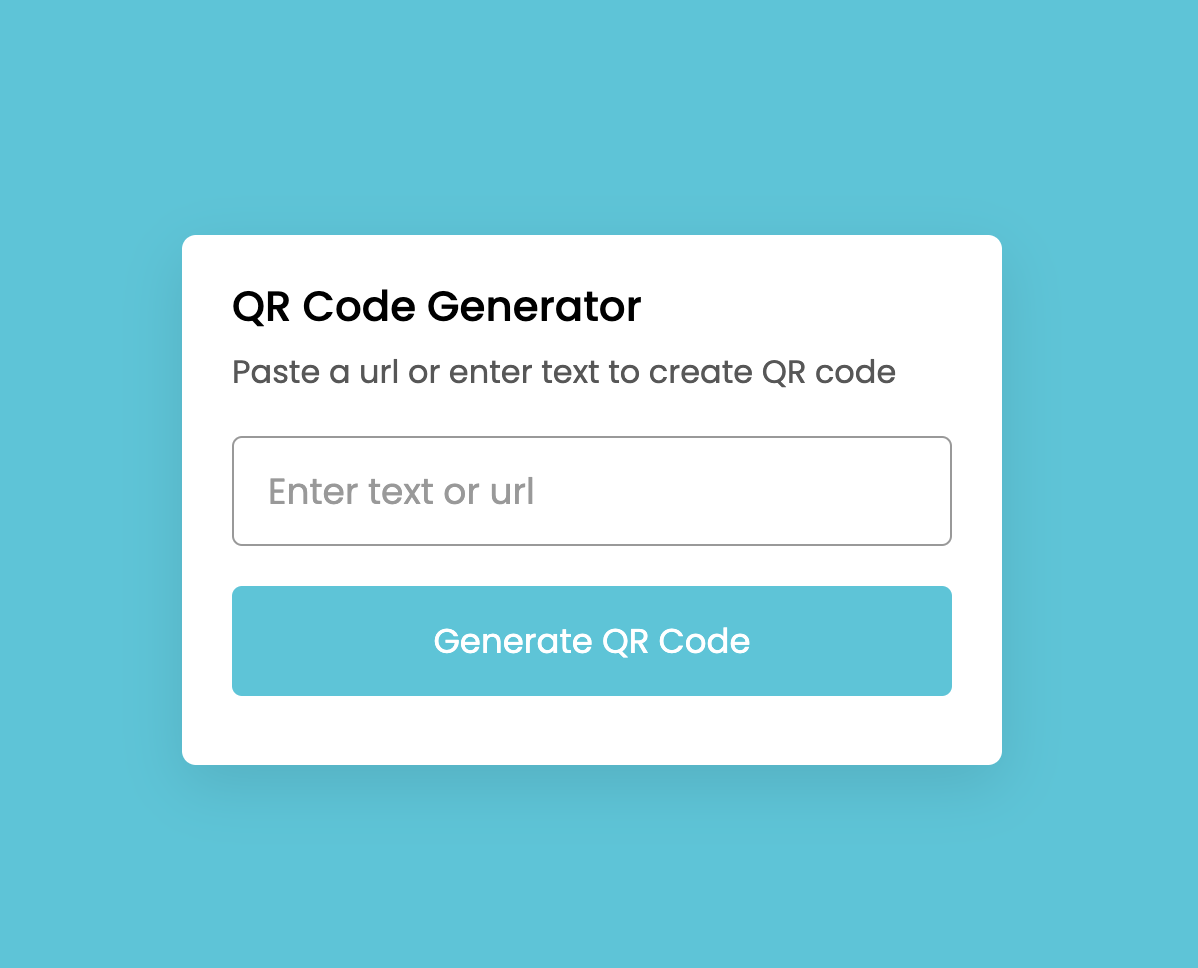 QR Code Generator
Paste a url or enter text to create QR code
Enter text or url
Generate QR Code